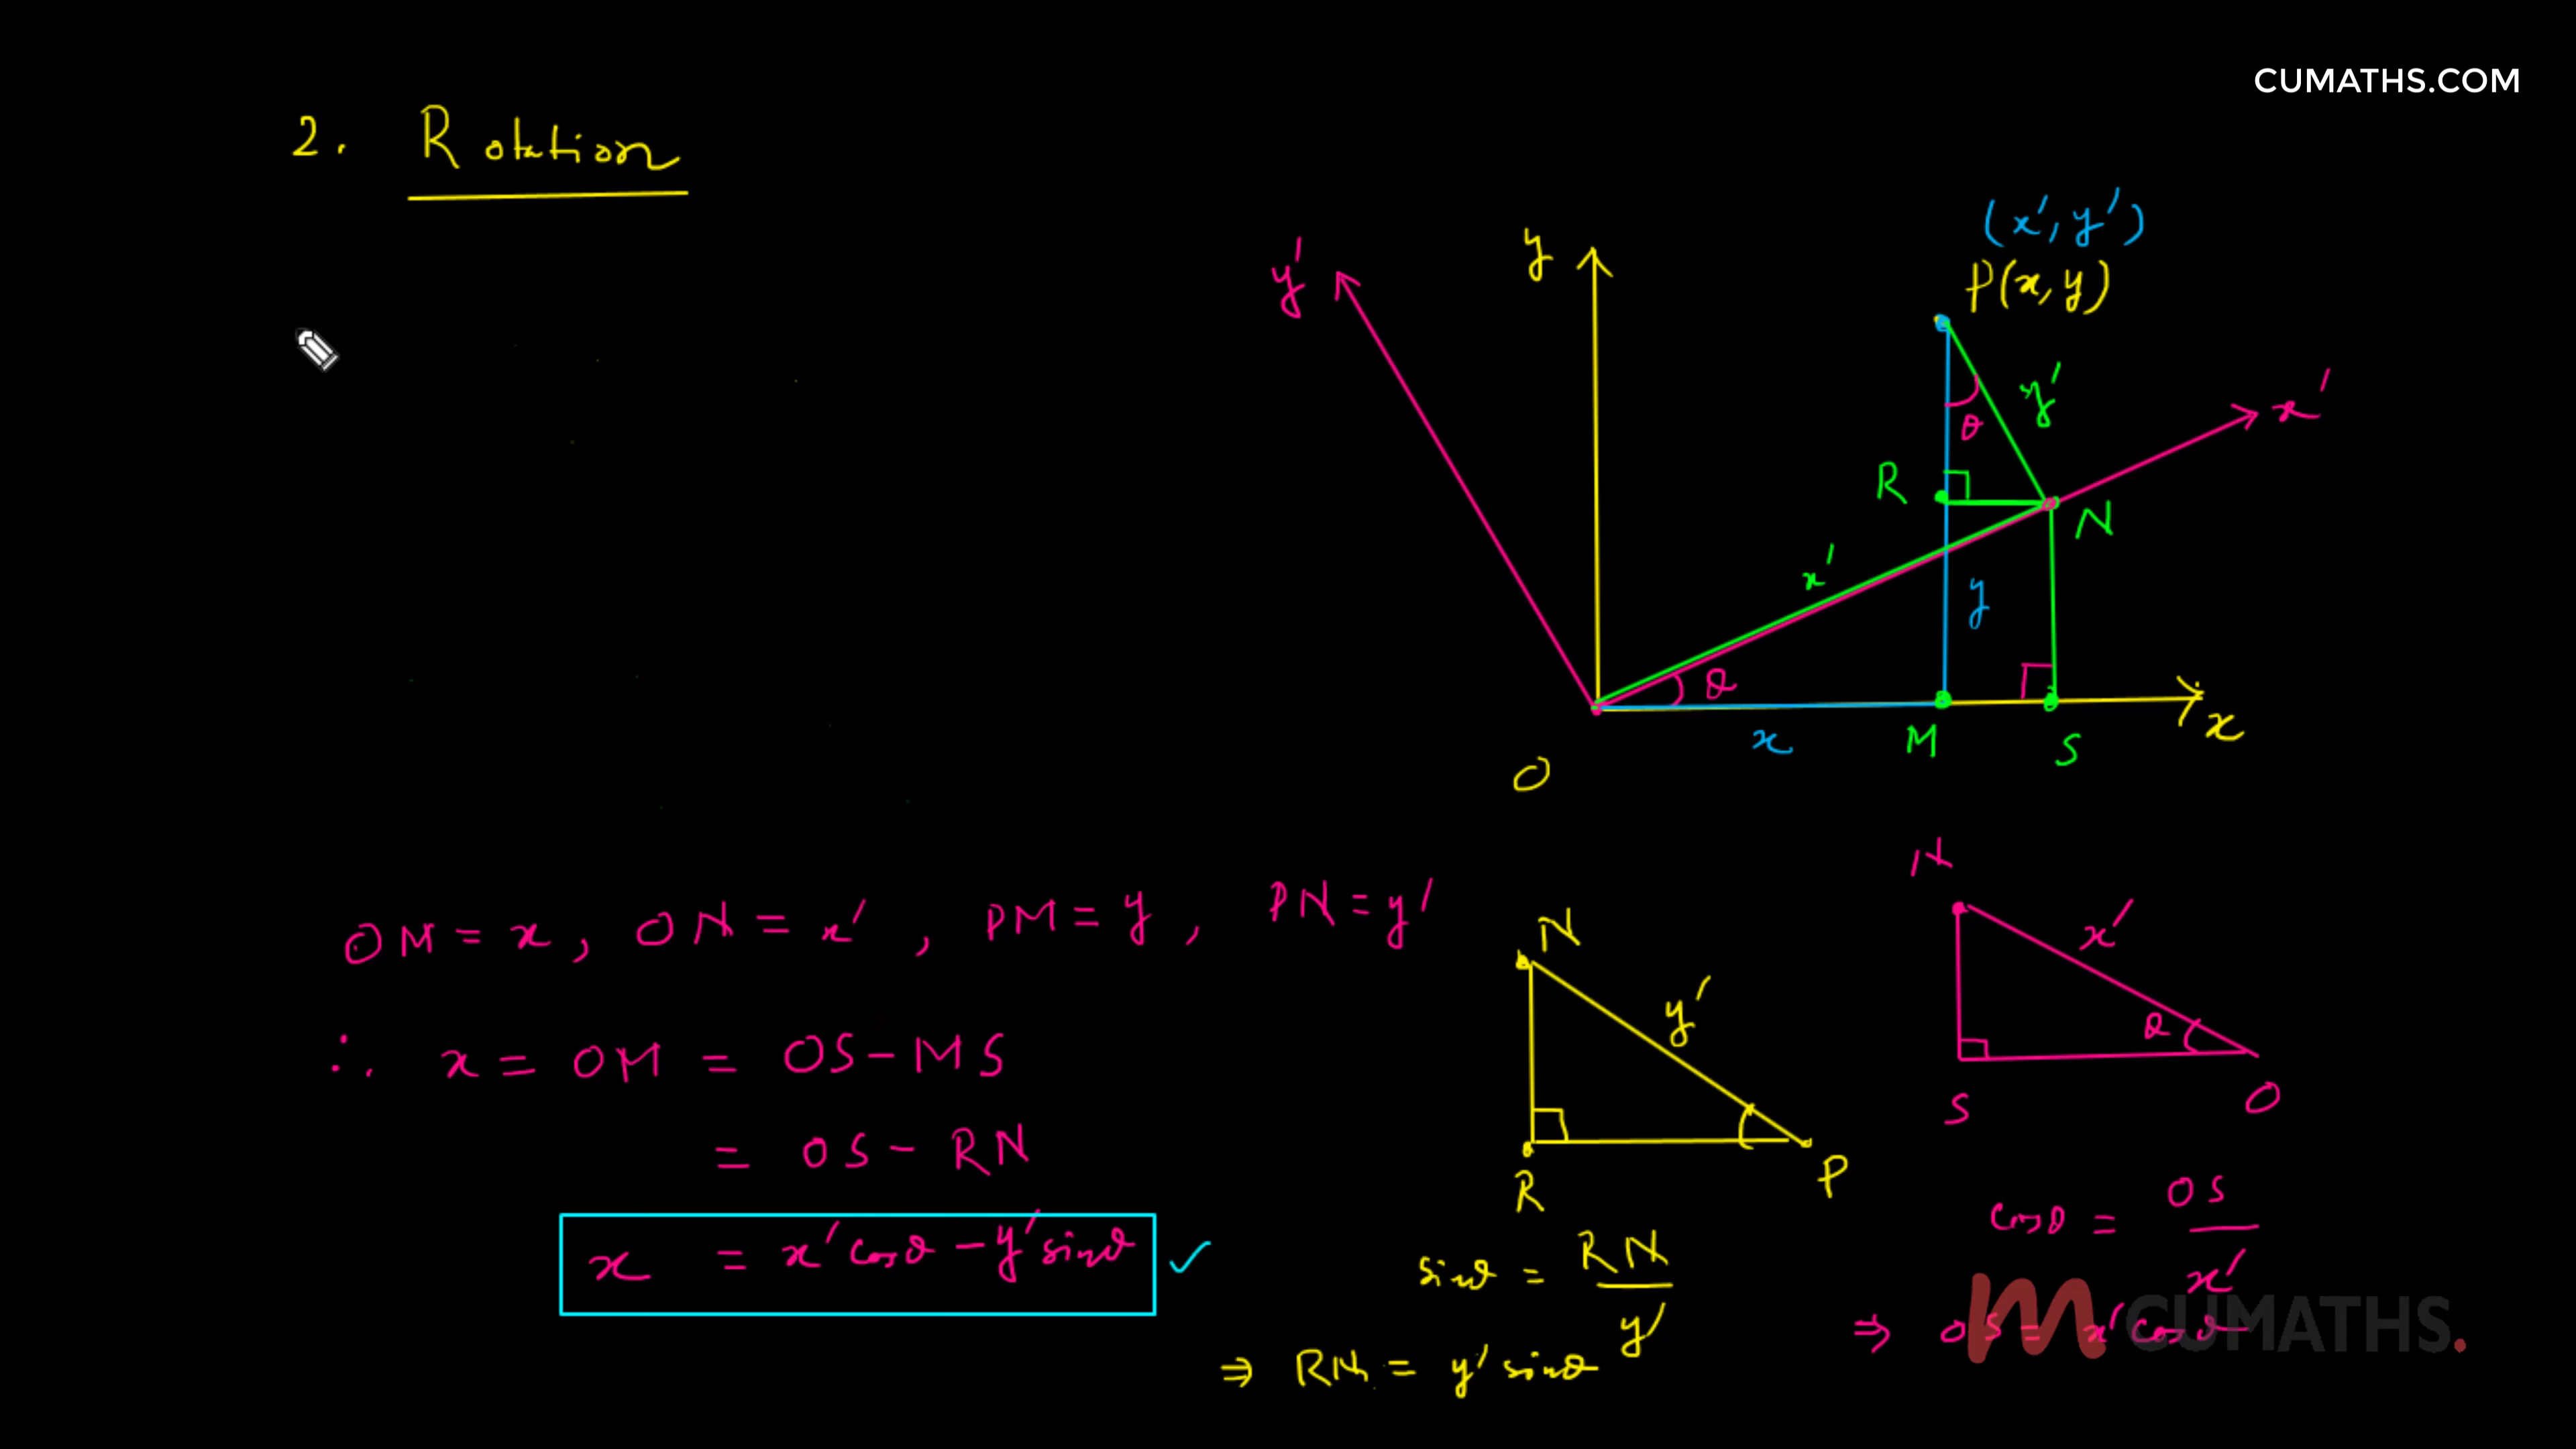 CUMATHS.COM
2. Rotation
(x', y')
P(x, y)
y'
y
y'
x'
θ
R
N
x'
y
θ
x
M
S
x
O
OM = x, ON = x', PM = y, PN = y'
∴ x = OM = OS - MS
= OS - RN
x = x' cosθ - y' sinθ ✓
N
y'
R
P
sinθ = RN / y'
⇒ RN = y' sinθ
N
x'
θ
S
O
cosθ = OS / x'
⇒ OS = x' cosθ
CUMATHS.